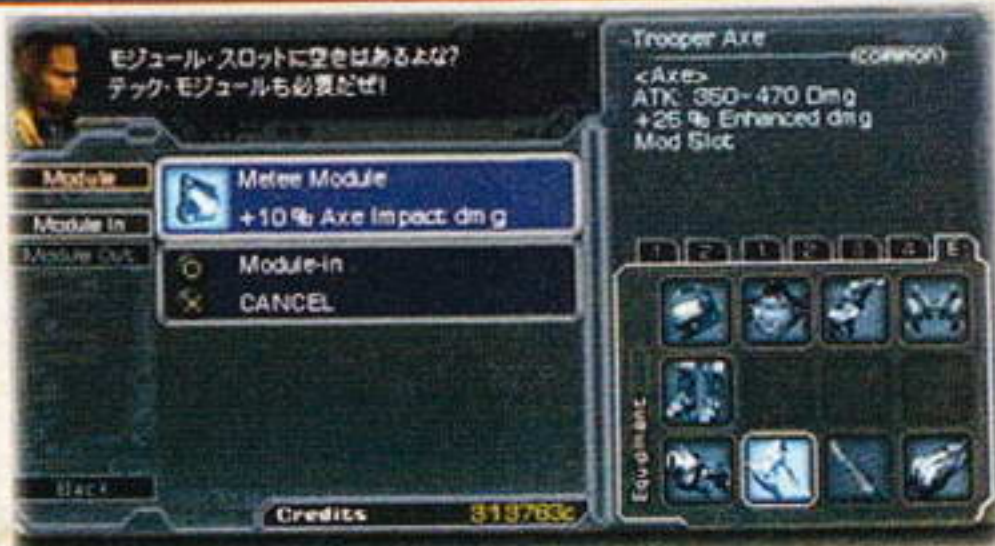 モジュール・スロットに空きはあるよな?
テック・モジュールも必要だぜ!
Module
Module In
Module Out
Melee Module
+10% Axe Impact dmg
Module-in
CANCEL
Back
Credits 313763c
Trooper Axe
(common)
<Axe>
ATK: 350-470 Dmg
+25% Enhanced dmg
Mod Slot
1 2 1 2 3 4 E
Equipment